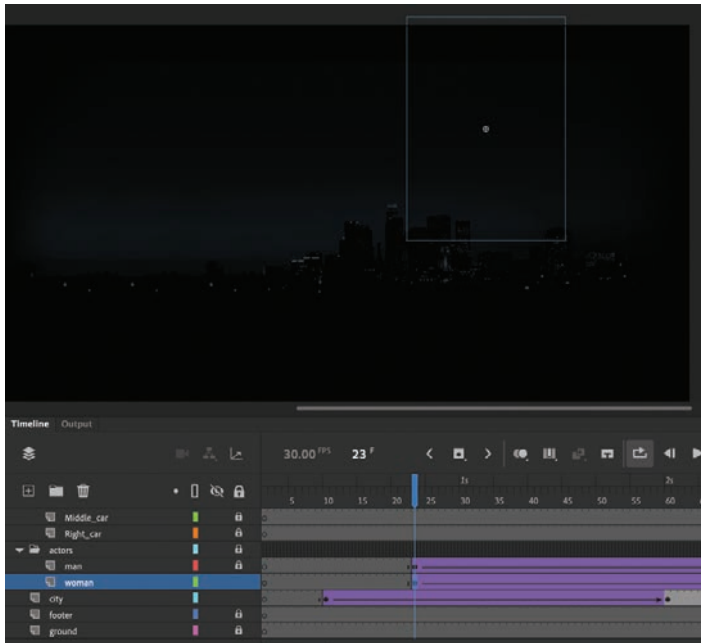 Timeline Output
30.00 FPS 23 F
1s 2s
5 10 15 20 25 30 35 40 45 50 55 60
Middle_car
Right_car
actors
man
woman
city
footer
ground